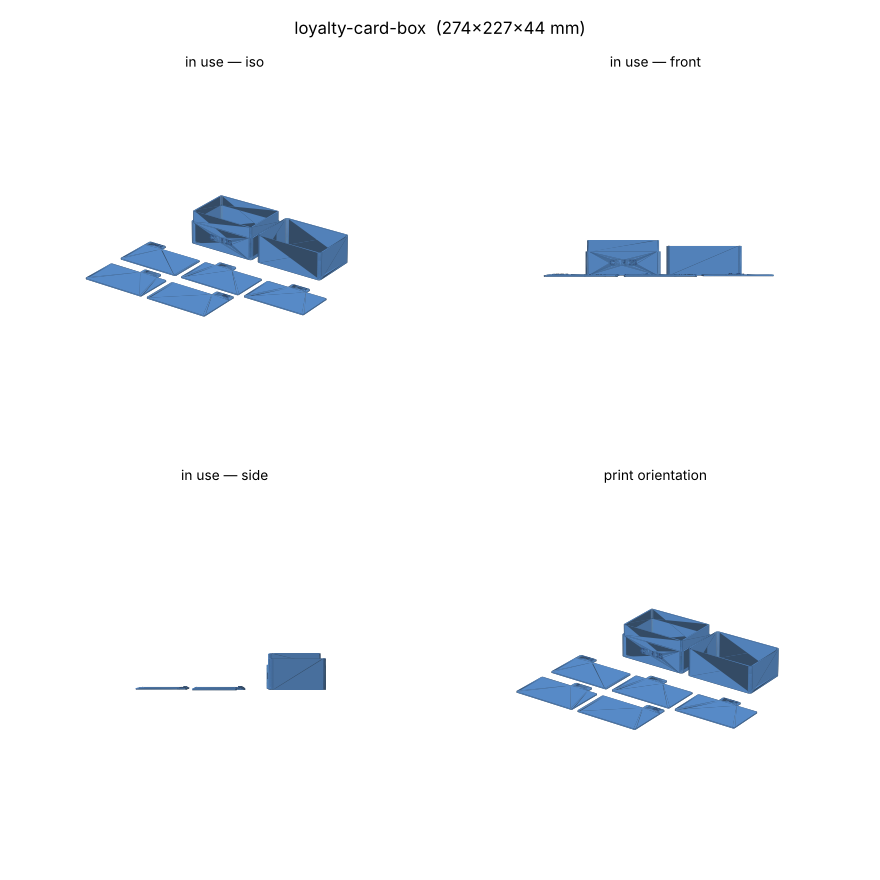 loyalty-card-box (274×227×44 mm)
in use — iso
in use — front
in use — side
print orientation